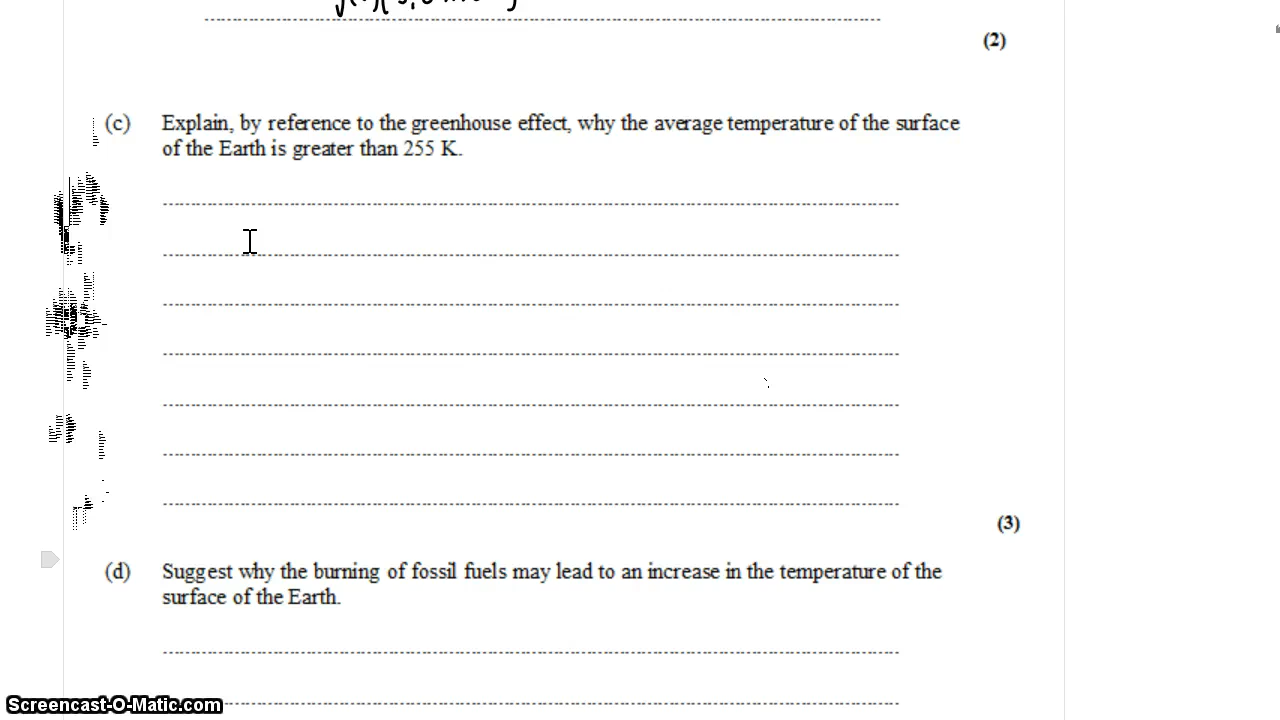 (2)
(c) Explain, by reference to the greenhouse effect, why the average temperature of the surface
of the Earth is greater than 255 K.
(3)
(d) Suggest why the burning of fossil fuels may lead to an increase in the temperature of the
surface of the Earth.
Screencast-O-Matic.com